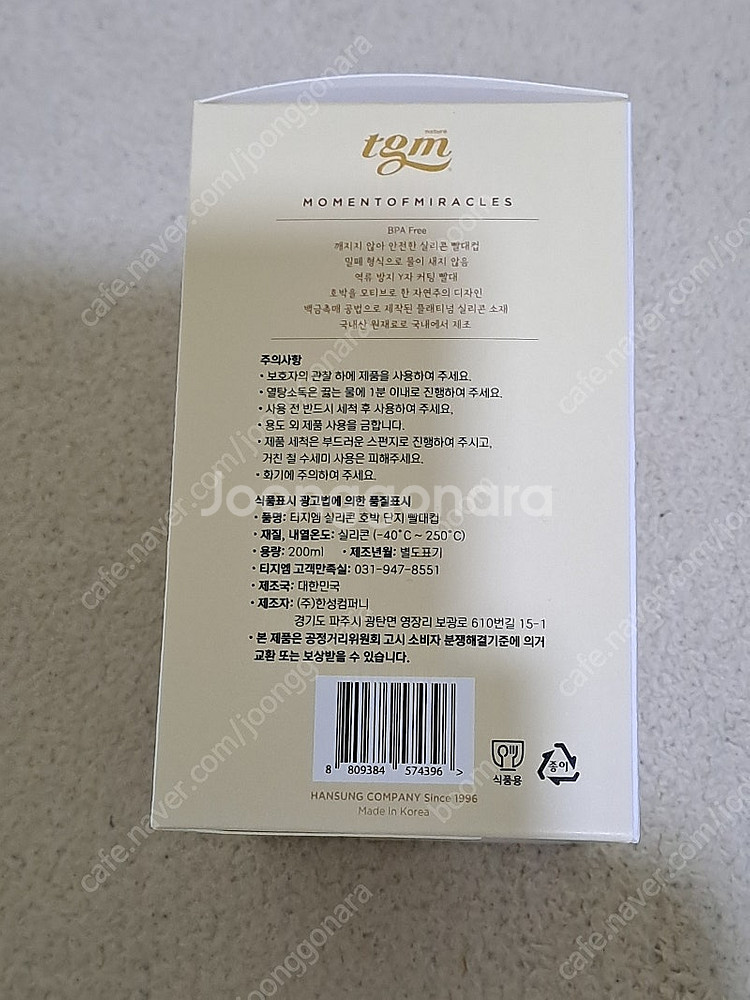 nature
tgm
MOMENTOFMIRACLES
BPA Free
깨지지 않아 안전한 실리콘 빨대컵
밀폐 형식으로 물이 새지 않음
역류 방지 Y자 커팅 빨대
호박을 모티브로 한 자연주의 디자인
백금촉매 공법으로 제작된 플래티넘 실리콘 소재
국내산 원재료로 국내에서 제조
주의사항
• 보호자의 관찰 하에 제품을 사용하여 주세요.
• 열탕소독은 끓는 물에 1분 이내로 진행하여 주세요.
• 사용 전 반드시 세척 후 사용하여 주세요.
• 용도 외 제품 사용을 금합니다.
• 제품 세척은 부드러운 스펀지로 진행하여 주시고,
거친 철 수세미 사용은 피해주세요.
• 화기에 주의하여 주세요.
Joonggonara
식품표시 광고법에 의한 품질표시
• 품명: 티지엠 실리콘 호박 단지 빨대컵
• 재질, 내열온도: 실리콘 (-40˚C ~ 250˚C)
• 용량: 200ml • 제조년월: 별도표기
• 티지엠 고객만족실: 031-947-8551
• 제조국: 대한민국
• 제조자: (주)한성컴퍼니
경기도 파주시 광탄면 영장리 보광로 610번길 15-1
• 본 제품은 공정거리위원회 고시 소비자 분쟁해결기준에 의거
교환 또는 보상받을 수 있습니다.
8 809384 574396 >
식품용
종이
HANSUNG COMPANY Since 1996
Made in Korea
cafe.naver.com/joonggonara